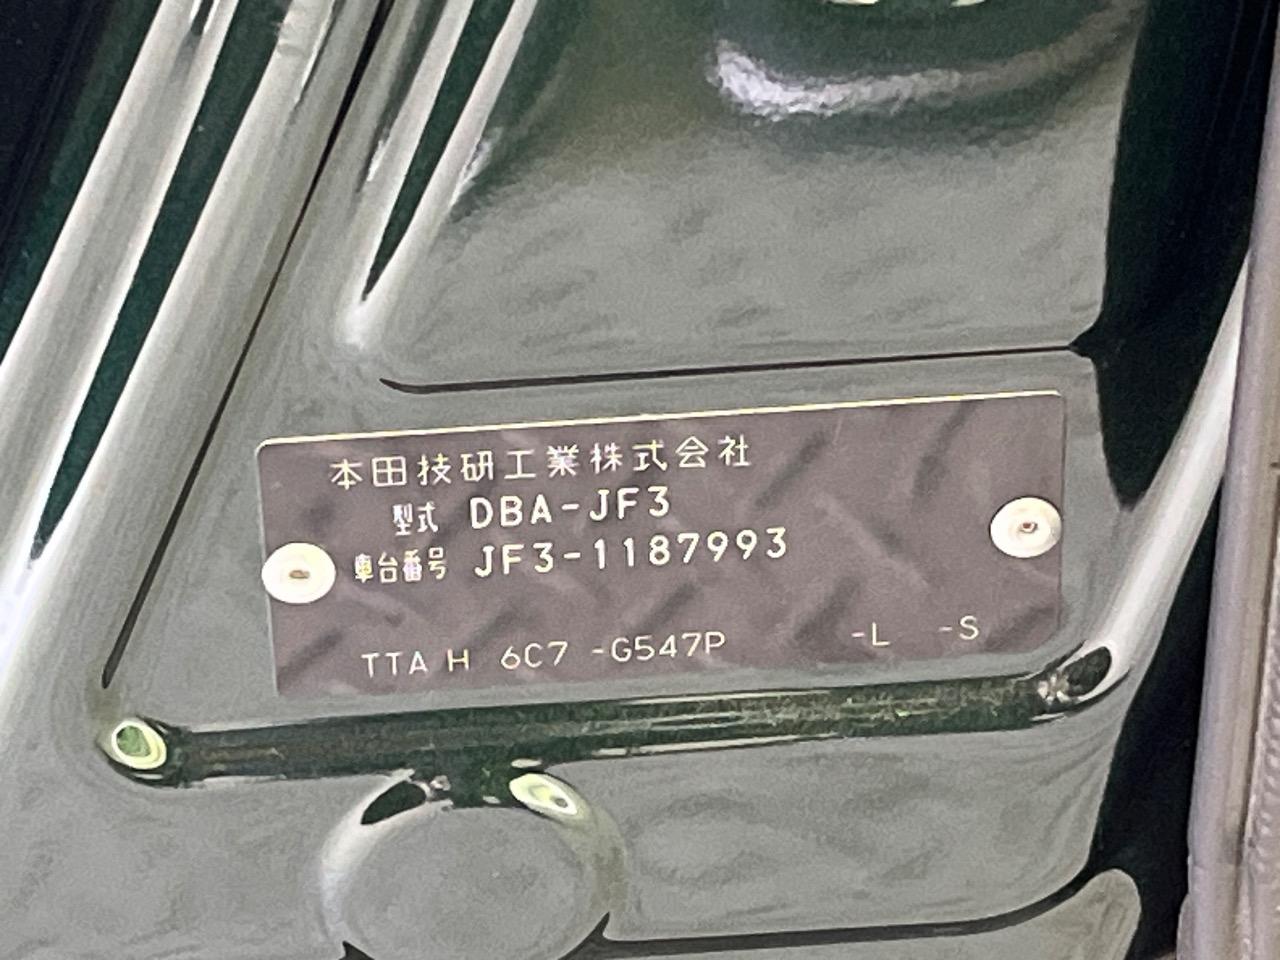 本田技研工業株式会社
型式 DBA-JF3
車台番号 JF3-1187993
TTA H 6C7 -G547P -L -S